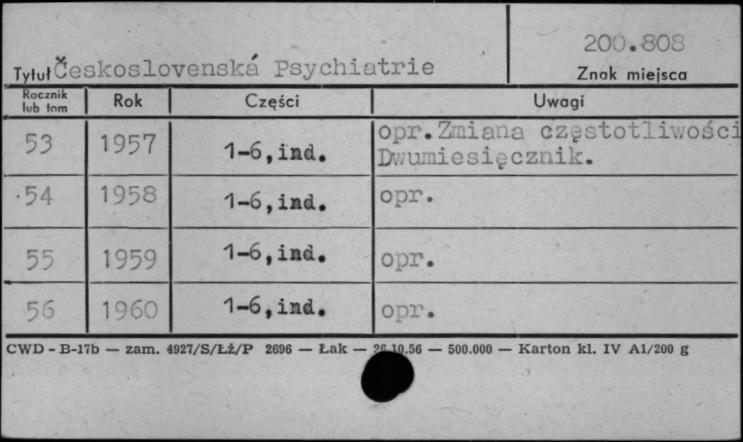 200.808
Tytuł Československá Psychiatrie Znak miejsca
Rocznik lub tom Rok Części Uwagi
53 1957 1-6,ind. opr.Zmiana częstotliwości
Dwumiesięcznik.
54 1958 1-6,ind. opr.
55 1959 1-6,ind. opr.
56 1960 1-6,ind. opr.
CWD - B-17b — zam. 4927/S/Łź/P 2696 — Łak — 26.10.56 — 500.000 — Karton kl. IV A1/200 g